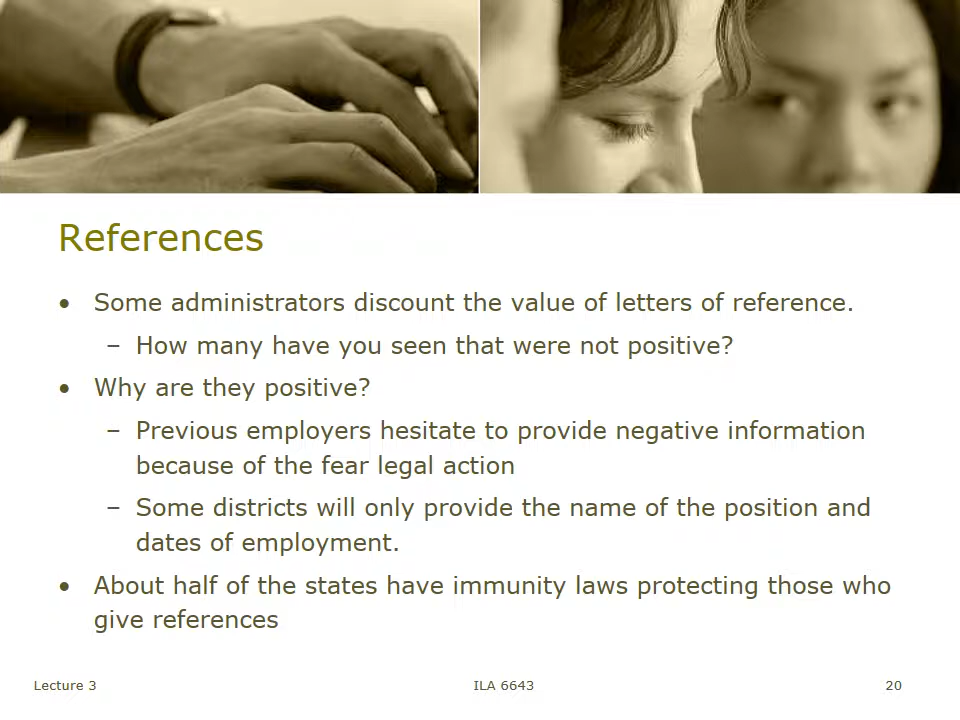 References
• Some administrators discount the value of letters of reference.
– How many have you seen that were not positive?
• Why are they positive?
– Previous employers hesitate to provide negative information
because of the fear legal action
– Some districts will only provide the name of the position and
dates of employment.
• About half of the states have immunity laws protecting those who
give references
Lecture 3
ILA 6643
20